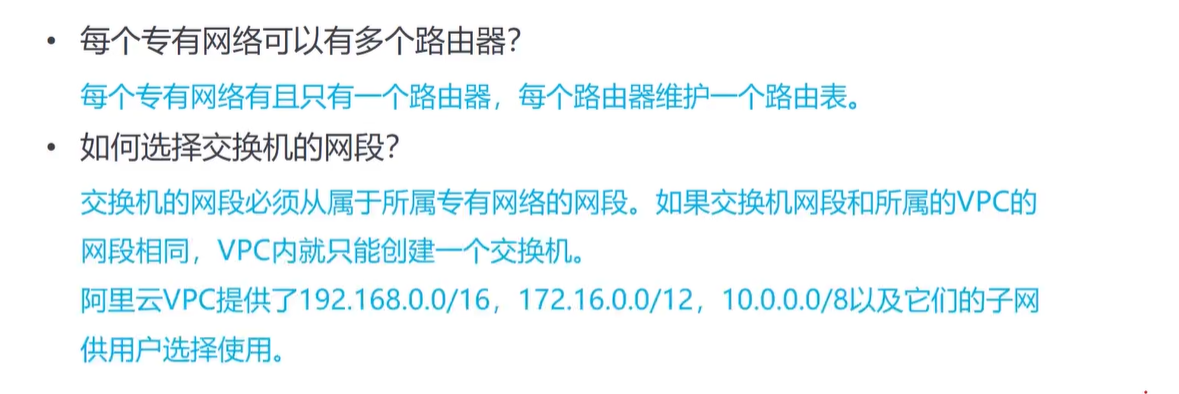 • 每个专有网络可以有多个路由器？
每个专有网络有且只有一个路由器，每个路由器维护一个路由表。
• 如何选择交换机的网段？
交换机的网段必须从属于所属专有网络的网段。如果交换机网段和所属的VPC的
网段相同，VPC内就只能创建一个交换机。
阿里云VPC提供了192.168.0.0/16，172.16.0.0/12，10.0.0.0/8以及它们的子网
供用户选择使用。